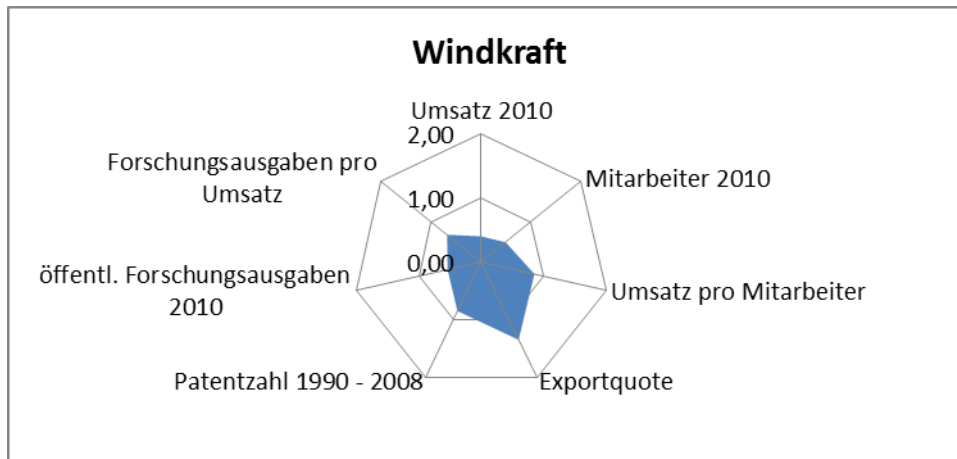 Windkraft
Umsatz 2010
2,00
Forschungsausgaben pro
Umsatz
Mitarbeiter 2010
1,00
öffentl. Forschungsausgaben
2010
0,00
Umsatz pro Mitarbeiter
Patentzahl 1990 - 2008
Exportquote